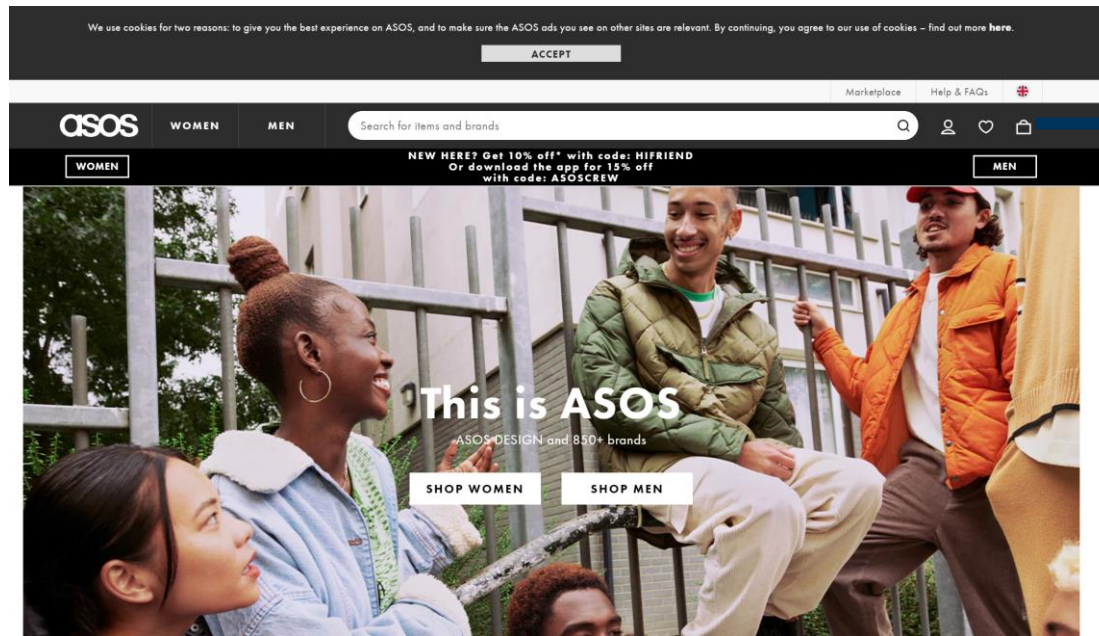 We use cookies for two reasons: to give you the best experience on ASOS, and to make sure the ASOS ads you see on other sites are relevant. By continuing, you agree to our use of cookies – find out more here.
ACCEPT
Marketplace Help & FAQs
asos WOMEN MEN Search for items and brands
WOMEN
NEW HERE? Get 10% off* with code: HIFRIEND
Or download the app for 15% off
with code: ASOSCREW
MEN
This is ASOS
ASOS DESIGN and 850+ brands
SHOP WOMEN SHOP MEN